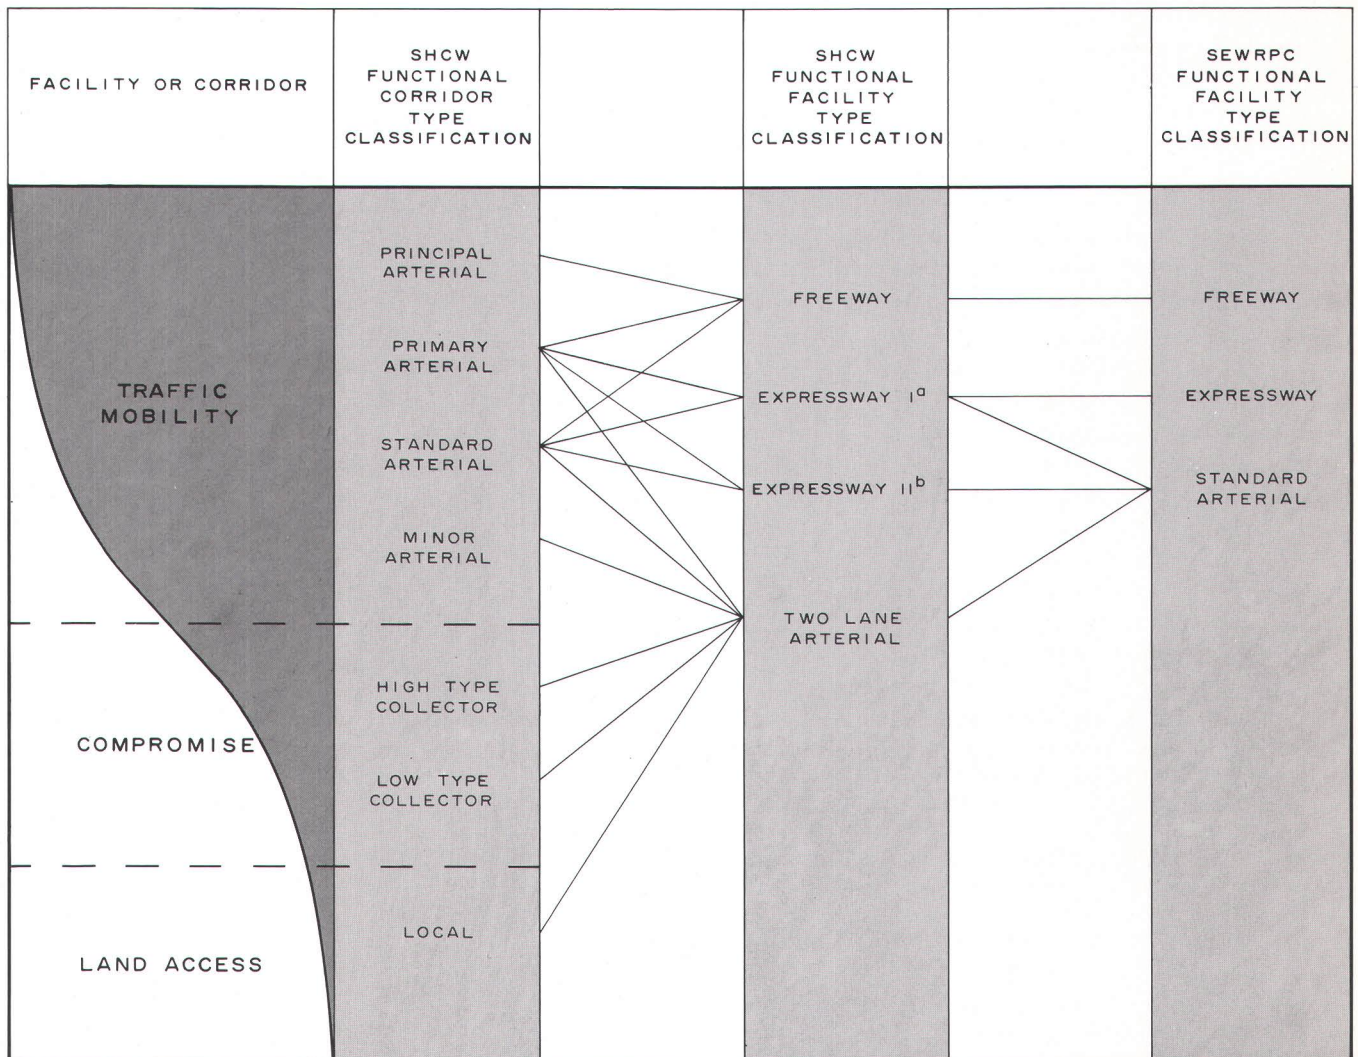 FACILITY OR CORRIDOR
SHCW
FUNCTIONAL
CORRIDOR
TYPE
CLASSIFICATION
SHCW
FUNCTIONAL
FACILITY
TYPE
CLASSIFICATION
SEWRPC
FUNCTIONAL
FACILITY
TYPE
CLASSIFICATION
TRAFFIC
MOBILITY
COMPROMISE
LAND ACCESS
PRINCIPAL
ARTERIAL
PRIMARY
ARTERIAL
STANDARD
ARTERIAL
MINOR
ARTERIAL
HIGH TYPE
COLLECTOR
LOW TYPE
COLLECTOR
LOCAL
FREEWAY
EXPRESSWAY I^a
EXPRESSWAY II^b
TWO LANE
ARTERIAL
FREEWAY
EXPRESSWAY
STANDARD
ARTERIAL